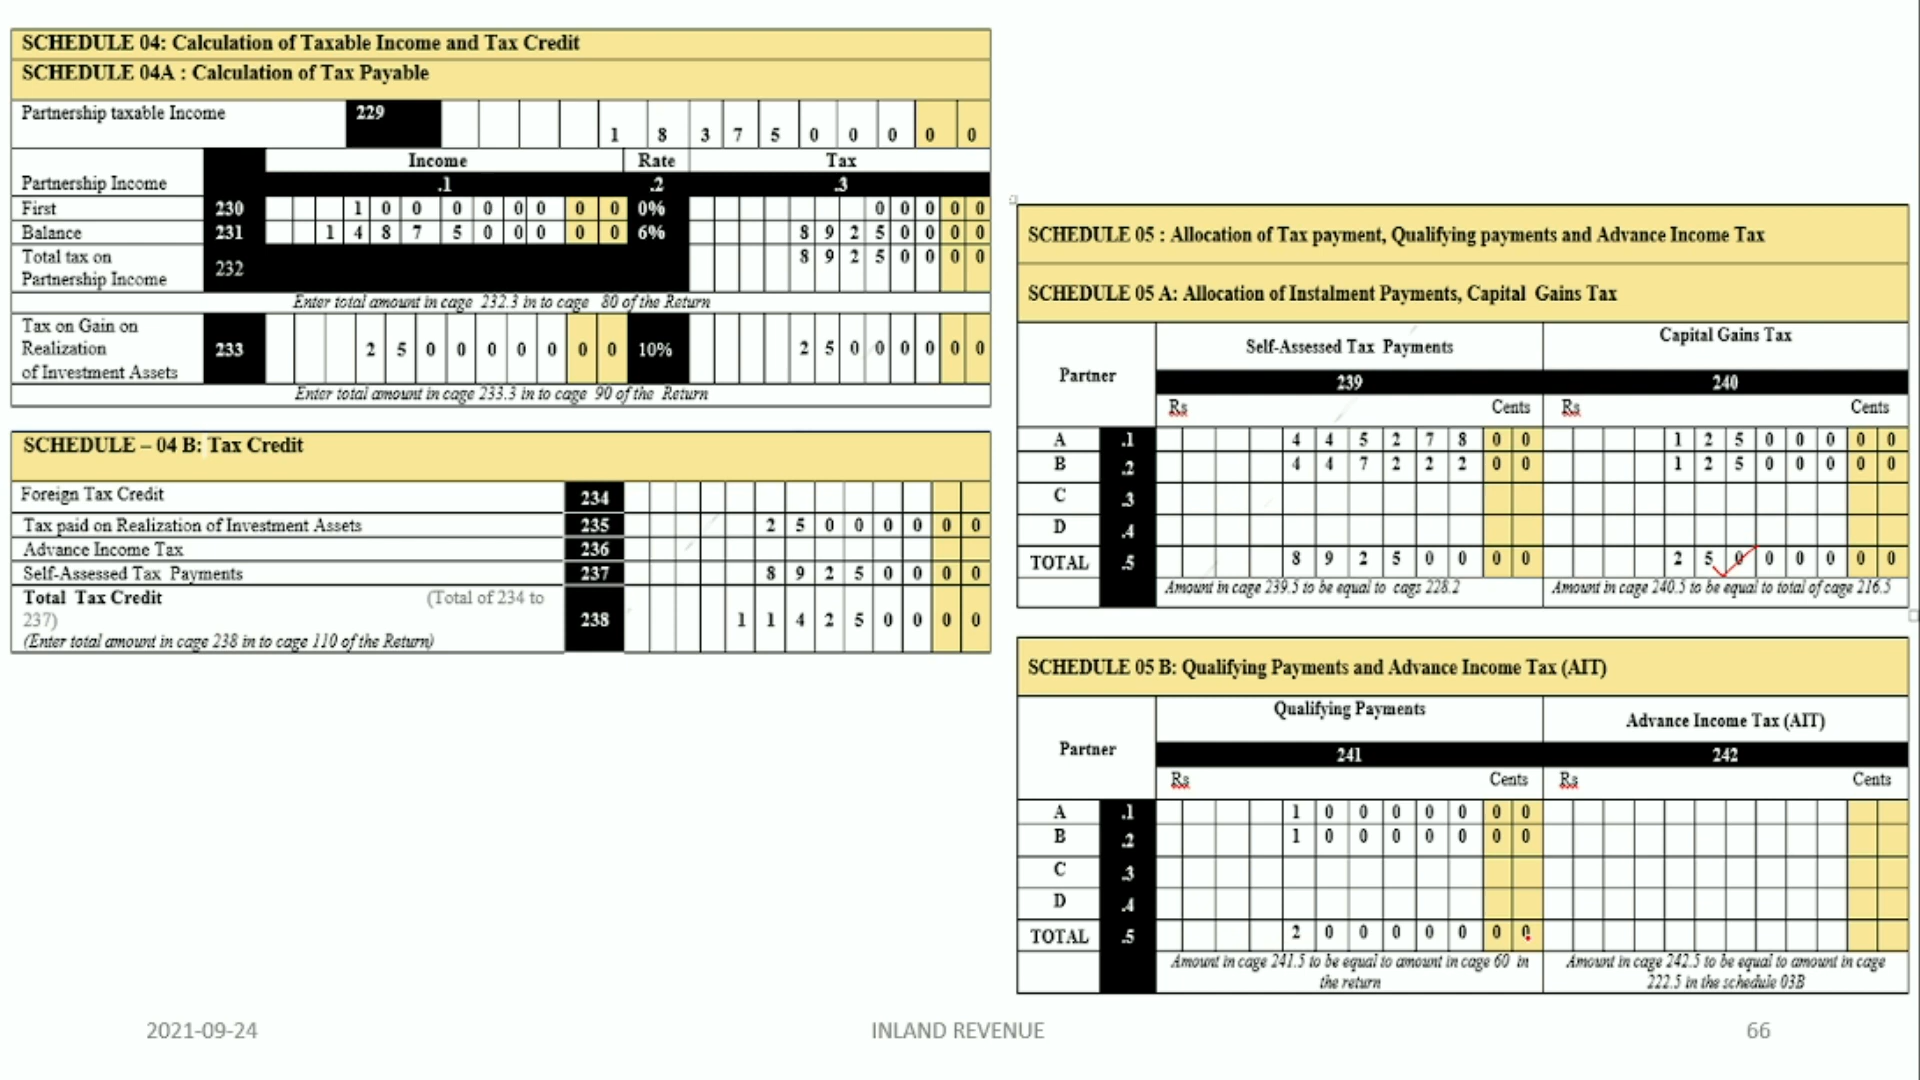 SCHEDULE 04: Calculation of Taxable Income and Tax Credit
SCHEDULE 04A : Calculation of Tax Payable
Partnership taxable Income 229 1 8 3 7 5 0 0 0 0 0
Income Rate Tax
Partnership Income .1 .2 .3
First 230 1 0 0 0 0 0 0 0 0 0% 0 0 0 0 0
Balance 231 1 4 8 7 5 0 0 0 0 0 6% 8 9 2 5 0 0 0 0
Total tax on
Partnership Income 232 8 9 2 5 0 0 0 0
Enter total amount in cage 232.3 in to cage 80 of the Return
Tax on Gain on
Realization
of Investment Assets 233 2 5 0 0 0 0 0 0 0 10% 2 5 0 0 0 0 0 0
Enter total amount in cage 233.3 in to cage 90 of the Return
SCHEDULE – 04 B: Tax Credit
Foreign Tax Credit 234
Tax paid on Realization of Investment Assets 235 2 5 0 0 0 0 0 0
Advance Income Tax 236
Self-Assessed Tax Payments 237 8 9 2 5 0 0 0 0
Total Tax Credit (Total of 234 to
237) 238 1 1 4 2 5 0 0 0 0
(Enter total amount in cage 238 in to cage 110 of the Return)
SCHEDULE 05 : Allocation of Tax payment, Qualifying payments and Advance Income Tax
SCHEDULE 05 A: Allocation of Instalment Payments, Capital Gains Tax
Partner Self-Assessed Tax Payments Capital Gains Tax
239 240
Rs Cents Rs Cents
A .1 4 4 5 2 7 8 0 0 1 2 5 0 0 0 0 0
B .2 4 4 7 2 2 2 0 0 1 2 5 0 0 0 0 0
C .3
D .4
TOTAL .5 8 9 2 5 0 0 0 0 2 5 0 0 0 0 0 0
Amount in cage 239.5 to be equal to cags 228.2 Amount in cage 240.5 to be equal to total of cage 216.5
SCHEDULE 05 B: Qualifying Payments and Advance Income Tax (AIT)
Partner Qualifying Payments Advance Income Tax (AIT)
241 242
Rs Cents Rs Cents
A .1 1 0 0 0 0 0 0 0
B .2 1 0 0 0 0 0 0 0
C .3
D .4
TOTAL .5 2 0 0 0 0 0 0 0
Amount in cage 241.5 to be equal to amount in cage 60 in Amount in cage 242.5 to be equal to amount in cage
the return 222.5 in the schedule 03B
2021-09-24 INLAND REVENUE 66